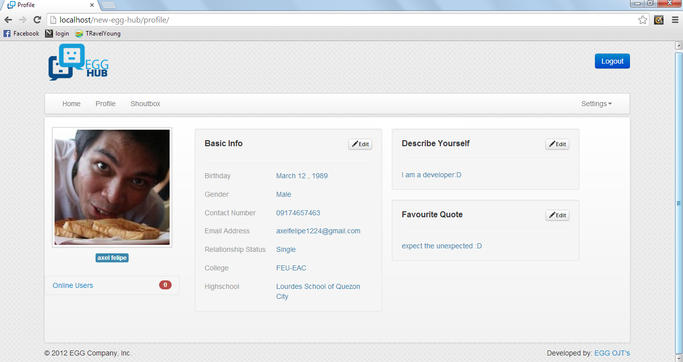 Profile
localhost/new-egg-hub/profile/
Facebook login TRavelYoung
EGG
HUB
Logout
Home Profile Shoutbox Settings
Basic Info
Edit
Birthday March 12 , 1989
Gender Male
Contact Number 09174657463
Email Address axelfelipe1224@gmail.com
Relationship Status Single
College FEU-EAC
Highschool Lourdes School of Quezon
City
Describe Yourself
Edit
I am a developer:D
Favourite Quote
Edit
expect the unexpected :D
axel felipe
Online Users 0
© 2012 EGG Company, Inc.
Developed by: EGG OJT's